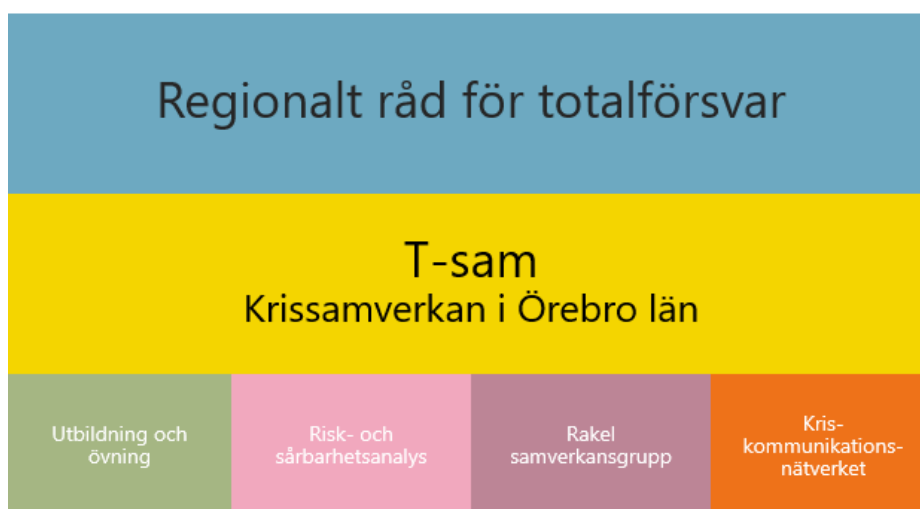 Regionalt råd för totalförsvar
T-sam
Krissamverkan i Örebro län
Utbildning och
övning
Risk- och
sårbarhetsanalys
Rakel
samverkansgrupp
Kris-
kommunikations-
nätverket